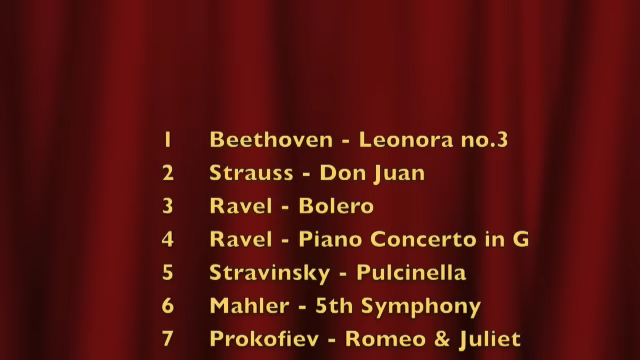 1 Beethoven - Leonora no.3
2 Strauss - Don Juan
3 Ravel - Bolero
4 Ravel - Piano Concerto in G
5 Stravinsky - Pulcinella
6 Mahler - 5th Symphony
7 Prokofiev - Romeo & Juliet